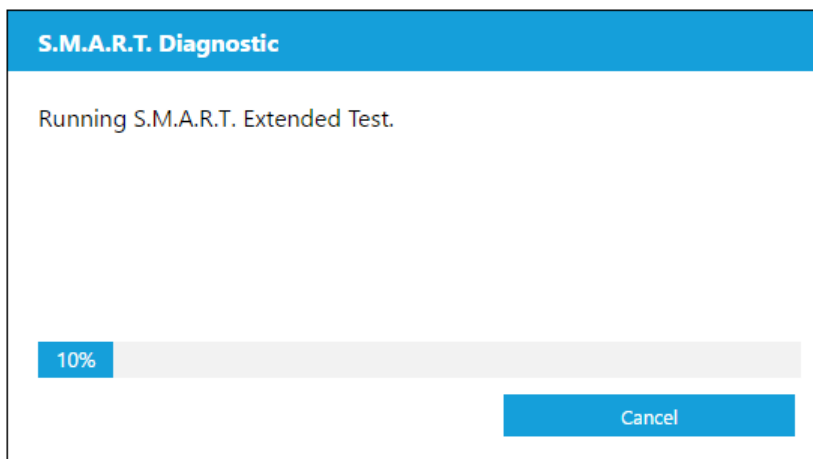 S.M.A.R.T. Diagnostic
Running S.M.A.R.T. Extended Test.
10%
Cancel